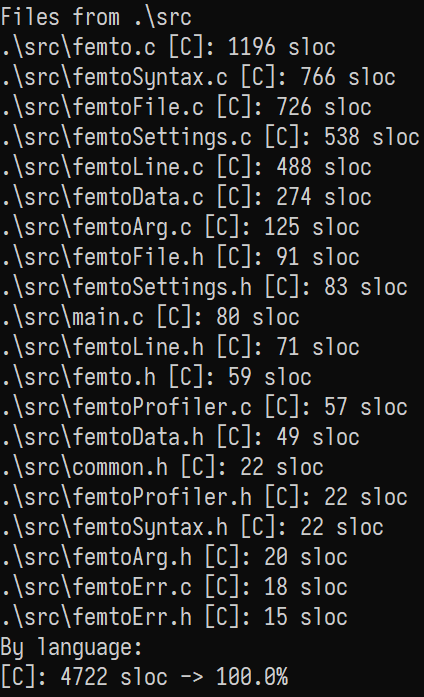 Files from .\src
.\src\femto.c [C]: 1196 sloc
.\src\femtoSyntax.c [C]: 766 sloc
.\src\femtoFile.c [C]: 726 sloc
.\src\femtoSettings.c [C]: 538 sloc
.\src\femtoLine.c [C]: 488 sloc
.\src\femtoData.c [C]: 274 sloc
.\src\femtoArg.c [C]: 125 sloc
.\src\femtoFile.h [C]: 91 sloc
.\src\femtoSettings.h [C]: 83 sloc
.\src\main.c [C]: 80 sloc
.\src\femtoLine.h [C]: 71 sloc
.\src\femto.h [C]: 59 sloc
.\src\femtoProfiler.c [C]: 57 sloc
.\src\femtoData.h [C]: 49 sloc
.\src\common.h [C]: 22 sloc
.\src\femtoProfiler.h [C]: 22 sloc
.\src\femtoSyntax.h [C]: 22 sloc
.\src\femtoArg.h [C]: 20 sloc
.\src\femtoErr.c [C]: 18 sloc
.\src\femtoErr.h [C]: 15 sloc
By language:
[C]: 4722 sloc -> 100.0%